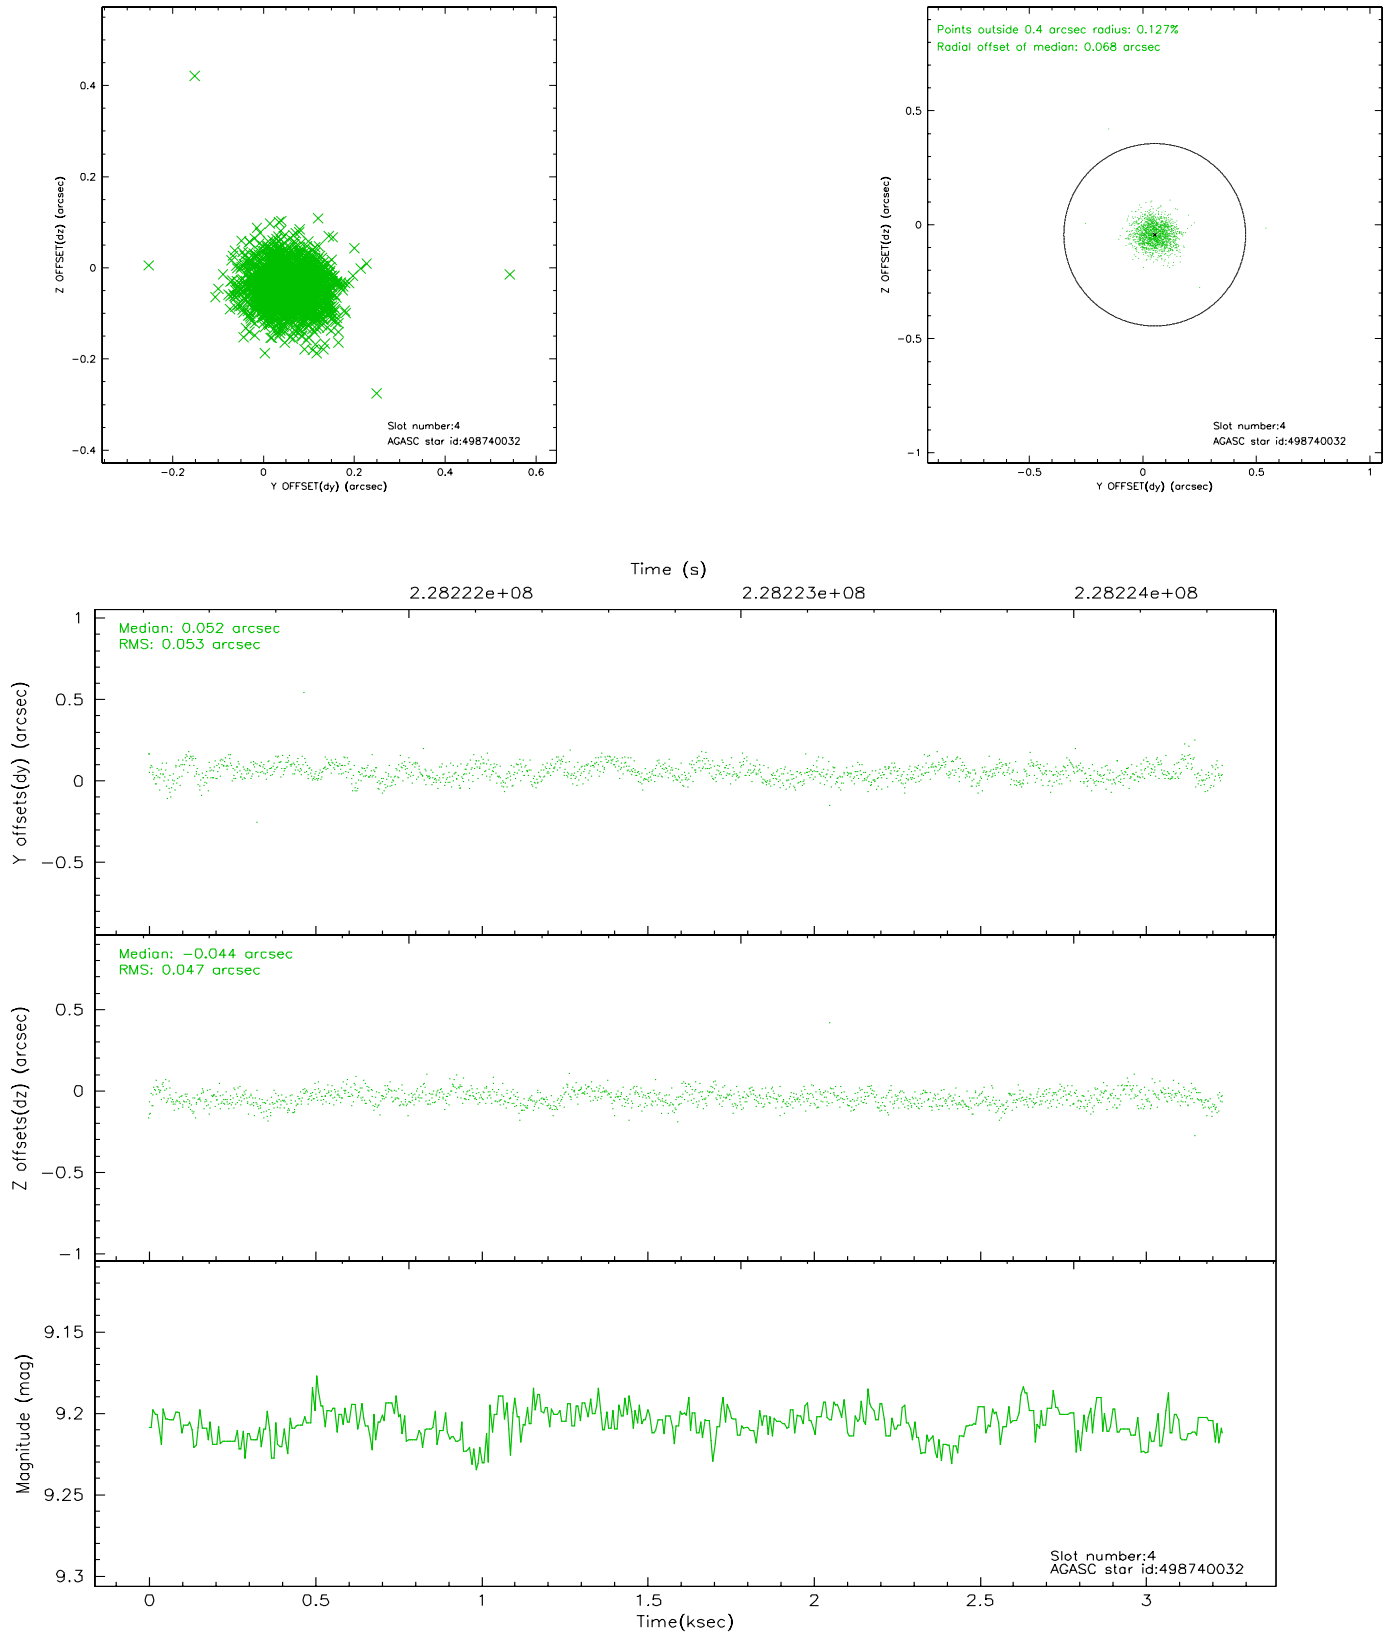 0.4
0.2
0
−0.2
−0.4
Z OFFSET(dz) (arcsec)
Slot number:4
AGASC star id:498740032
−0.2
0
0.2
0.4
0.6
Y OFFSET(dy) (arcsec)
Points outside 0.4 arcsec radius: 0.127%
Radial offset of median: 0.068 arcsec
0.5
0
−0.5
−1
Z OFFSET(dz) (arcsec)
Slot number:4
AGASC star id:498740032
−0.5
0
0.5
1
Y OFFSET(dy) (arcsec)
Time (s)
2.28222e+08
2.28223e+08
2.28224e+08
Median: 0.052 arcsec
RMS: 0.053 arcsec
1
0.5
0
−0.5
Y offsets(dy) (arcsec)
Median: −0.044 arcsec
RMS: 0.047 arcsec
0.5
0
−0.5
−1
Z offsets(dz) (arcsec)
9.15
9.2
9.25
9.3
Magnitude (mag)
Slot number:4
AGASC star id:498740032
0
0.5
1
1.5
2
2.5
3
Time(ksec)